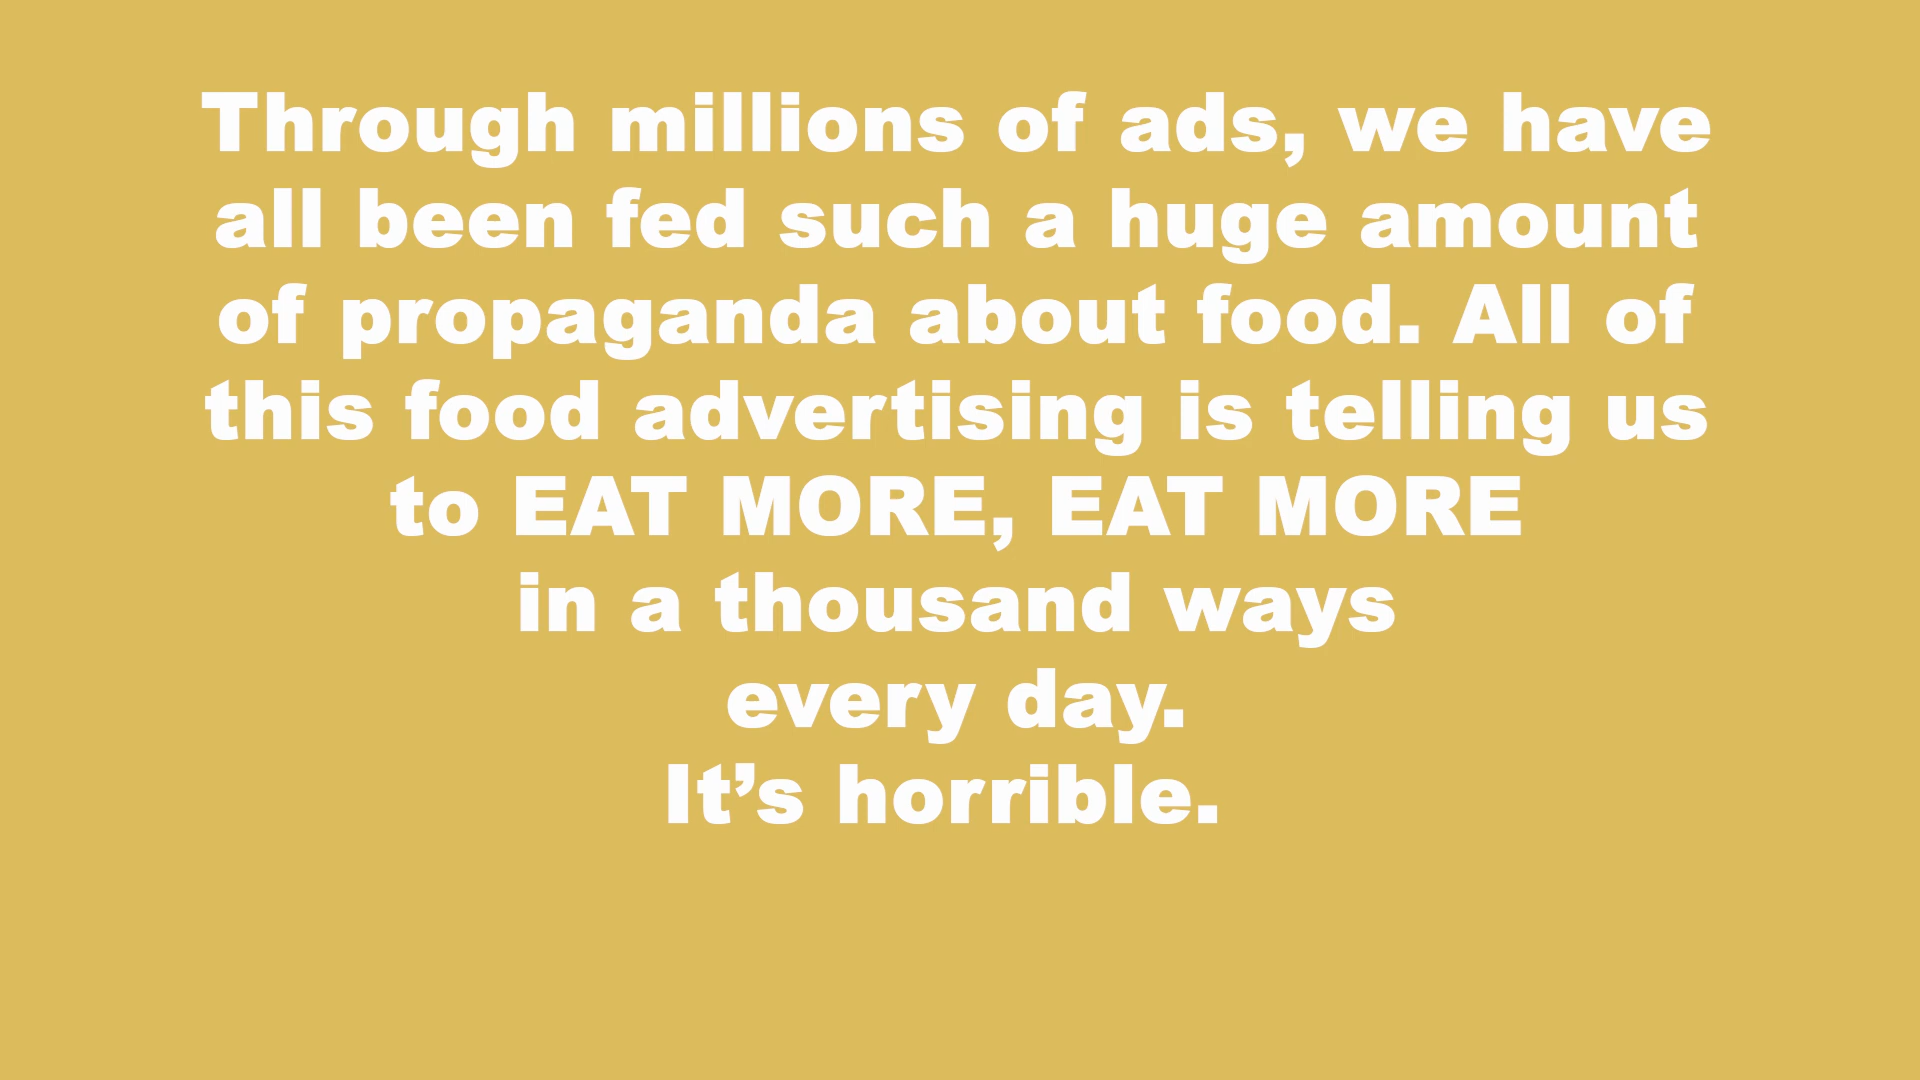 Through millions of ads, we have
all been fed such a huge amount
of propaganda about food. All of
this food advertising is telling us
to EAT MORE, EAT MORE
in a thousand ways
every day.
It’s horrible.